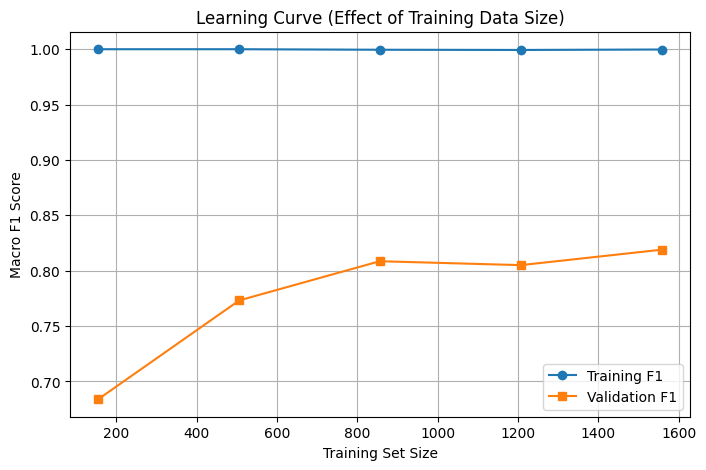 Learning Curve (Effect of Training Data Size)
1.00
0.95
0.90
0.85
0.80
0.75
0.70
Macro F1 Score
200 400 600 800 1000 1200 1400 1600
Training Set Size
Training F1
Validation F1